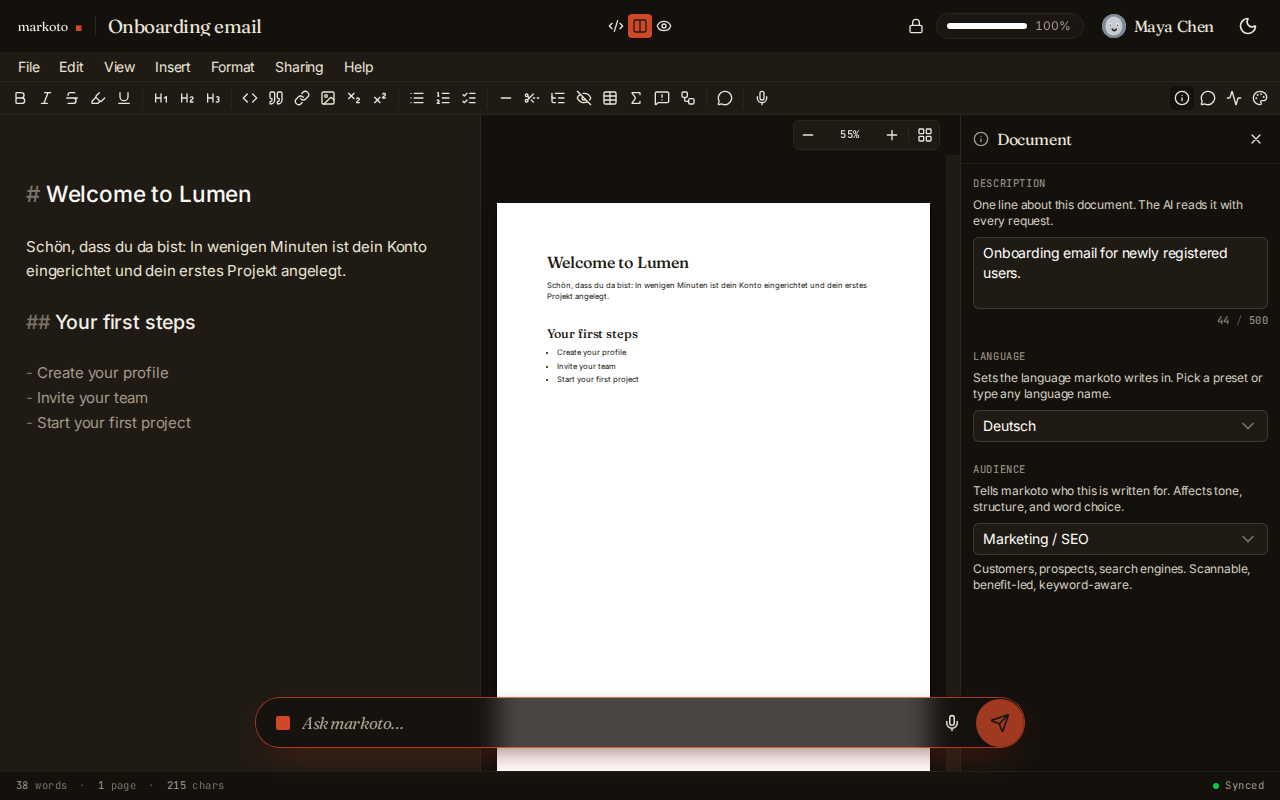 markoto
Onboarding email
100%
Maya Chen
File Edit View Insert Format Sharing Help
H1 H2 H3
55%
# Welcome to Lumen
Schön, dass du da bist: In wenigen Minuten ist dein Konto
eingerichtet und dein erstes Projekt angelegt.
## Your first steps
- Create your profile
- Invite your team
- Start your first project
Welcome to Lumen
Schön, dass du da bist: In wenigen Minuten ist dein Konto eingerichtet und dein erstes
Projekt angelegt.
Your first steps
• Create your profile
• Invite your team
• Start your first project
Document
DESCRIPTION
One line about this document. The AI reads it with
every request.
Onboarding email for newly registered
users.
44 / 500
LANGUAGE
Sets the language markoto writes in. Pick a preset or
type any language name.
Deutsch
AUDIENCE
Tells markoto who this is written for. Affects tone,
structure, and word choice.
Marketing / SEO
Customers, prospects, search engines. Scannable,
benefit-led, keyword-aware.
Ask markoto...
38 words · 1 page · 215 chars
Synced